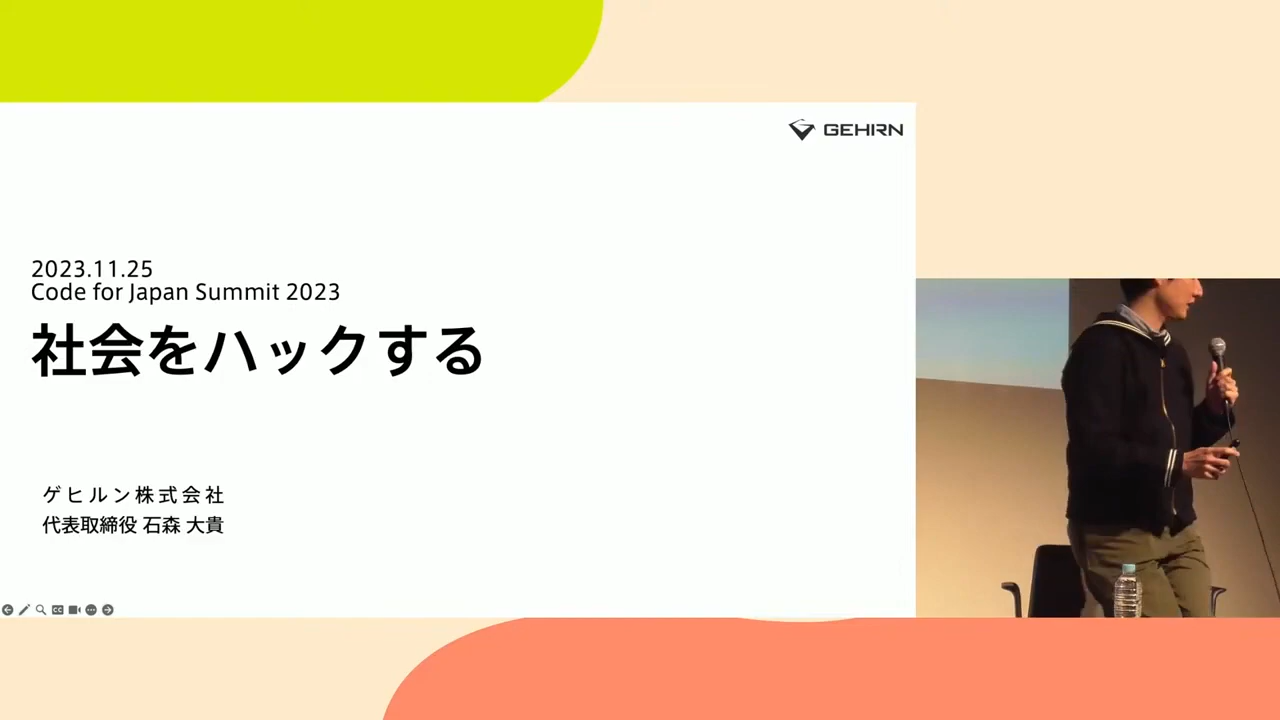 GEHIRN
2023.11.25
Code for Japan Summit 2023
社会をハックする
ゲヒルン株式会社
代表取締役 石森 大貴